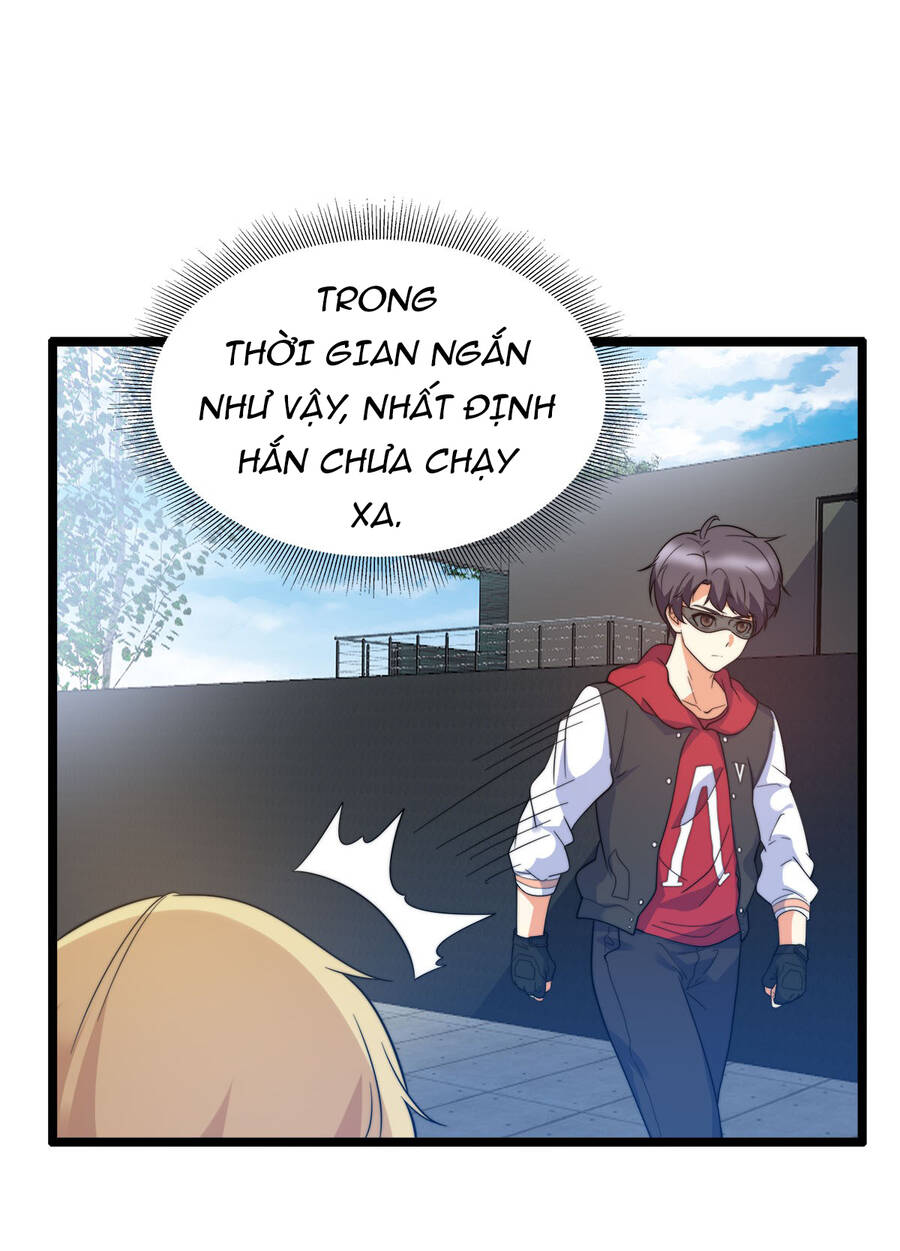 TRONG
THỜI GIAN NGẮN
NHƯ VẬY, NHẤT ĐỊNH
HẮN CHƯA CHẠY
XA.
V